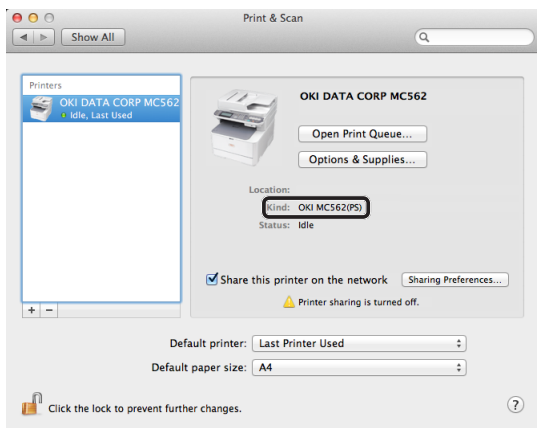 Print & Scan
Show All
Printers
OKI DATA CORP MC562
Idle, Last Used
OKI DATA CORP MC562
Open Print Queue...
Options & Supplies...
Location:
Kind: OKI MC562(PS)
Status: Idle
Share this printer on the network Sharing Preferences...
Printer sharing is turned off.
+ −
Default printer: Last Printer Used
Default paper size: A4
Click the lock to prevent further changes. ?